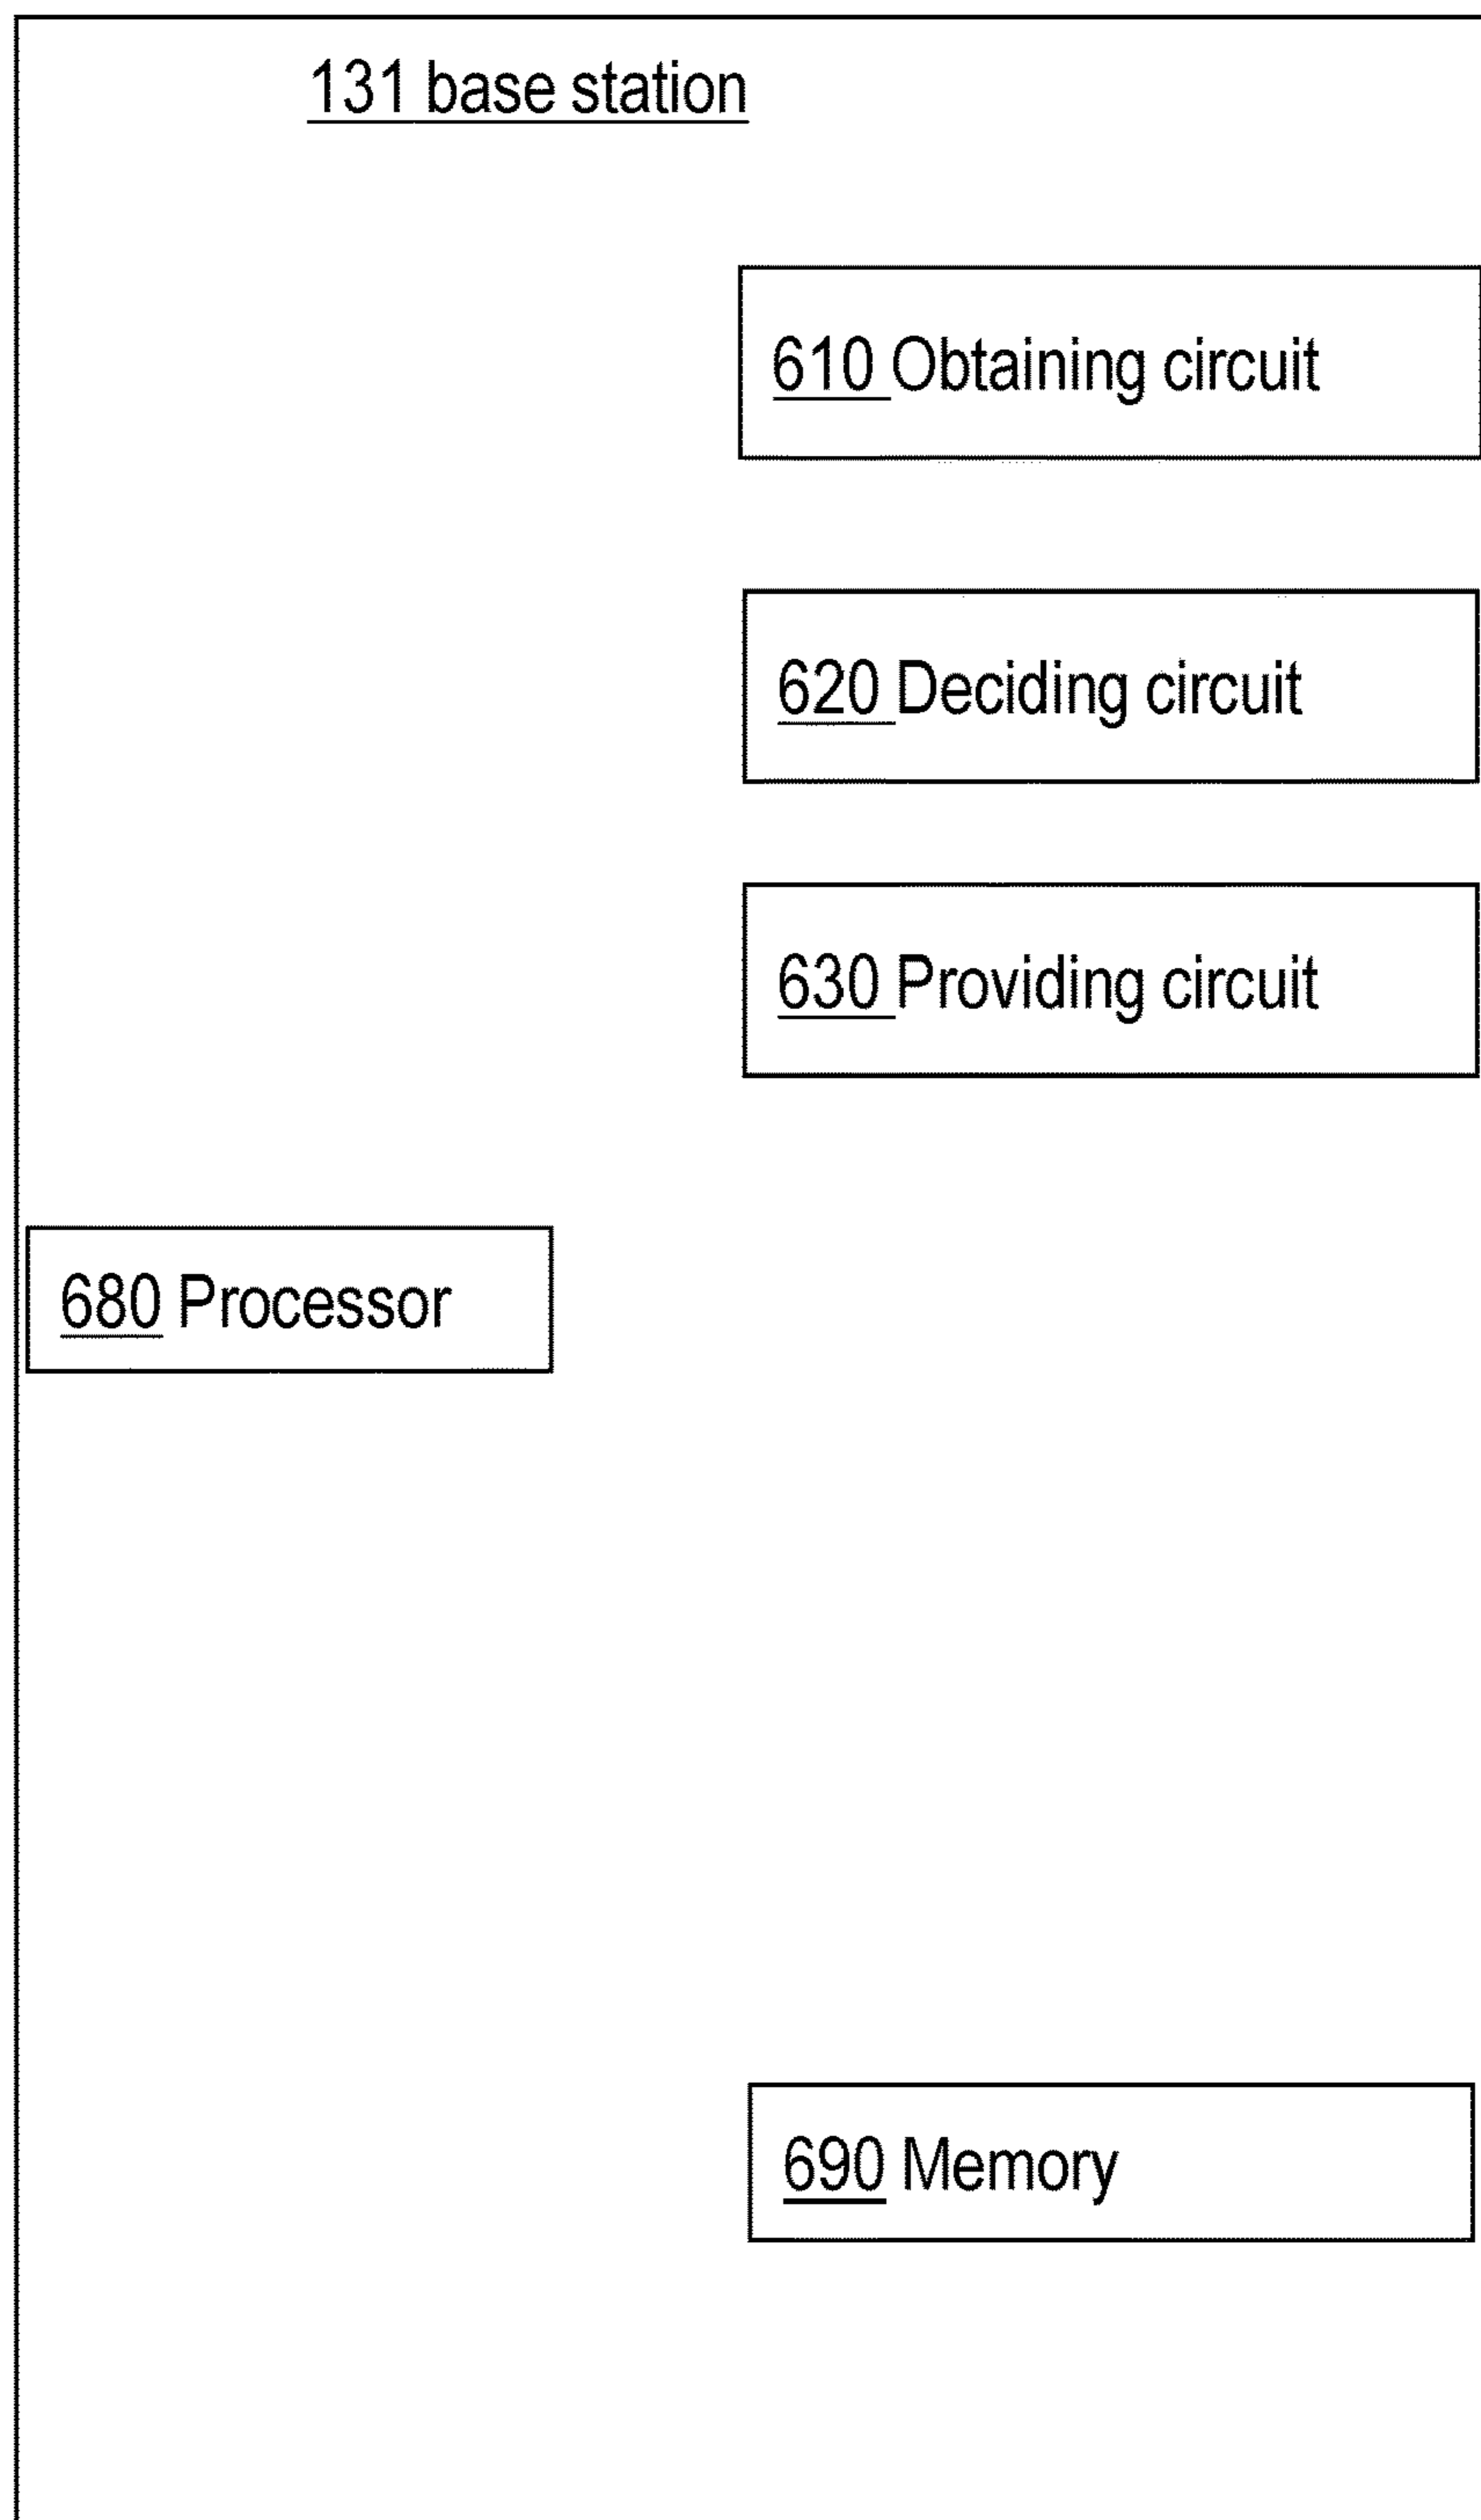 131 base station
610 Obtaining circuit
620 Deciding circuit
630 Providing circuit
680 Processor
690 Memory